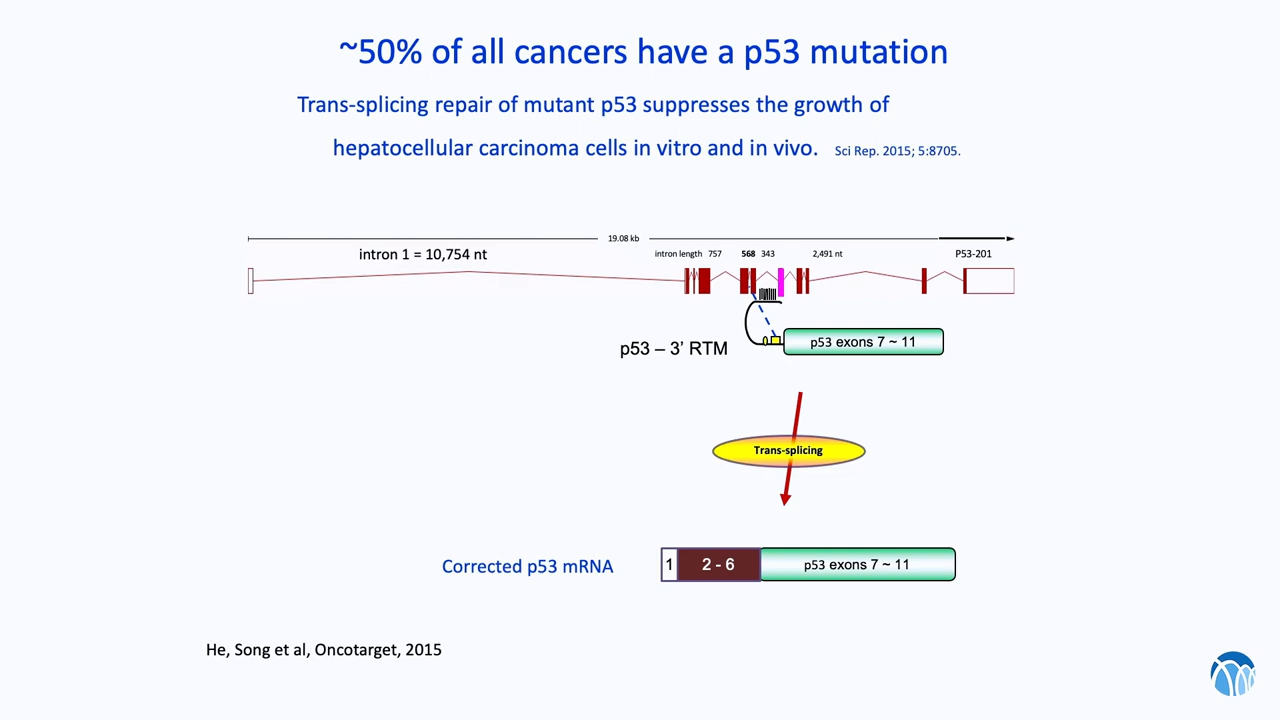 ~50% of all cancers have a p53 mutation
Trans-splicing repair of mutant p53 suppresses the growth of
hepatocellular carcinoma cells in vitro and in vivo. Sci Rep. 2015; 5:8705.
19.08 kb
intron 1 = 10,754 nt
intron length 757 568 343 2,491 nt P53-201
p53 – 3' RTM
p53 exons 7 ~ 11
Trans-splicing
Corrected p53 mRNA
1 2 - 6 p53 exons 7 ~ 11
He, Song et al, Oncotarget, 2015